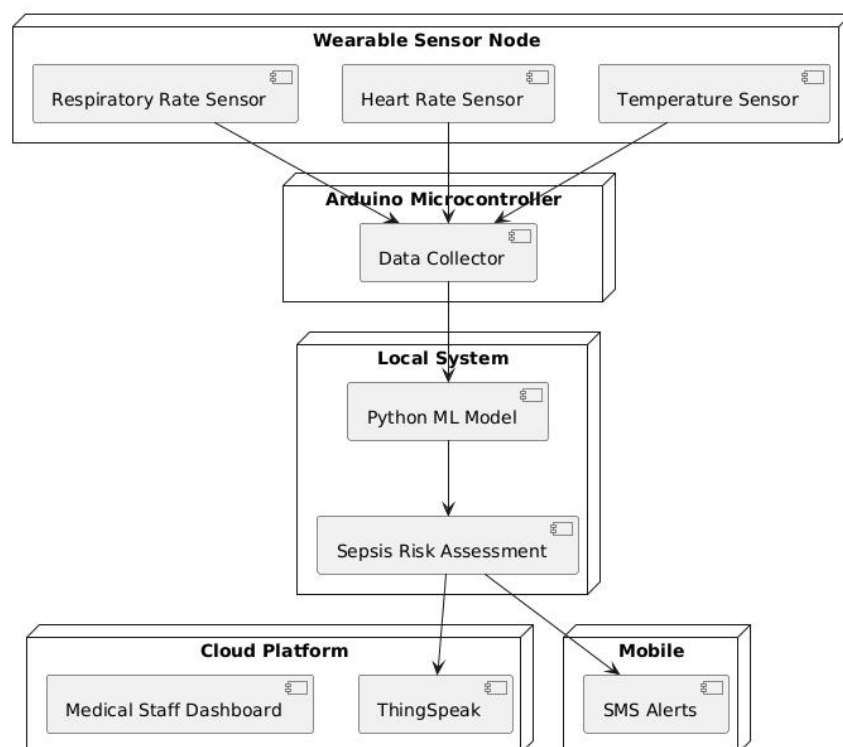 Wearable Sensor Node
Respiratory Rate Sensor
Heart Rate Sensor
Temperature Sensor
Arduino Microcontroller
Data Collector
Local System
Python ML Model
Sepsis Risk Assessment
Cloud Platform
Mobile
Medical Staff Dashboard
ThingSpeak
SMS Alerts